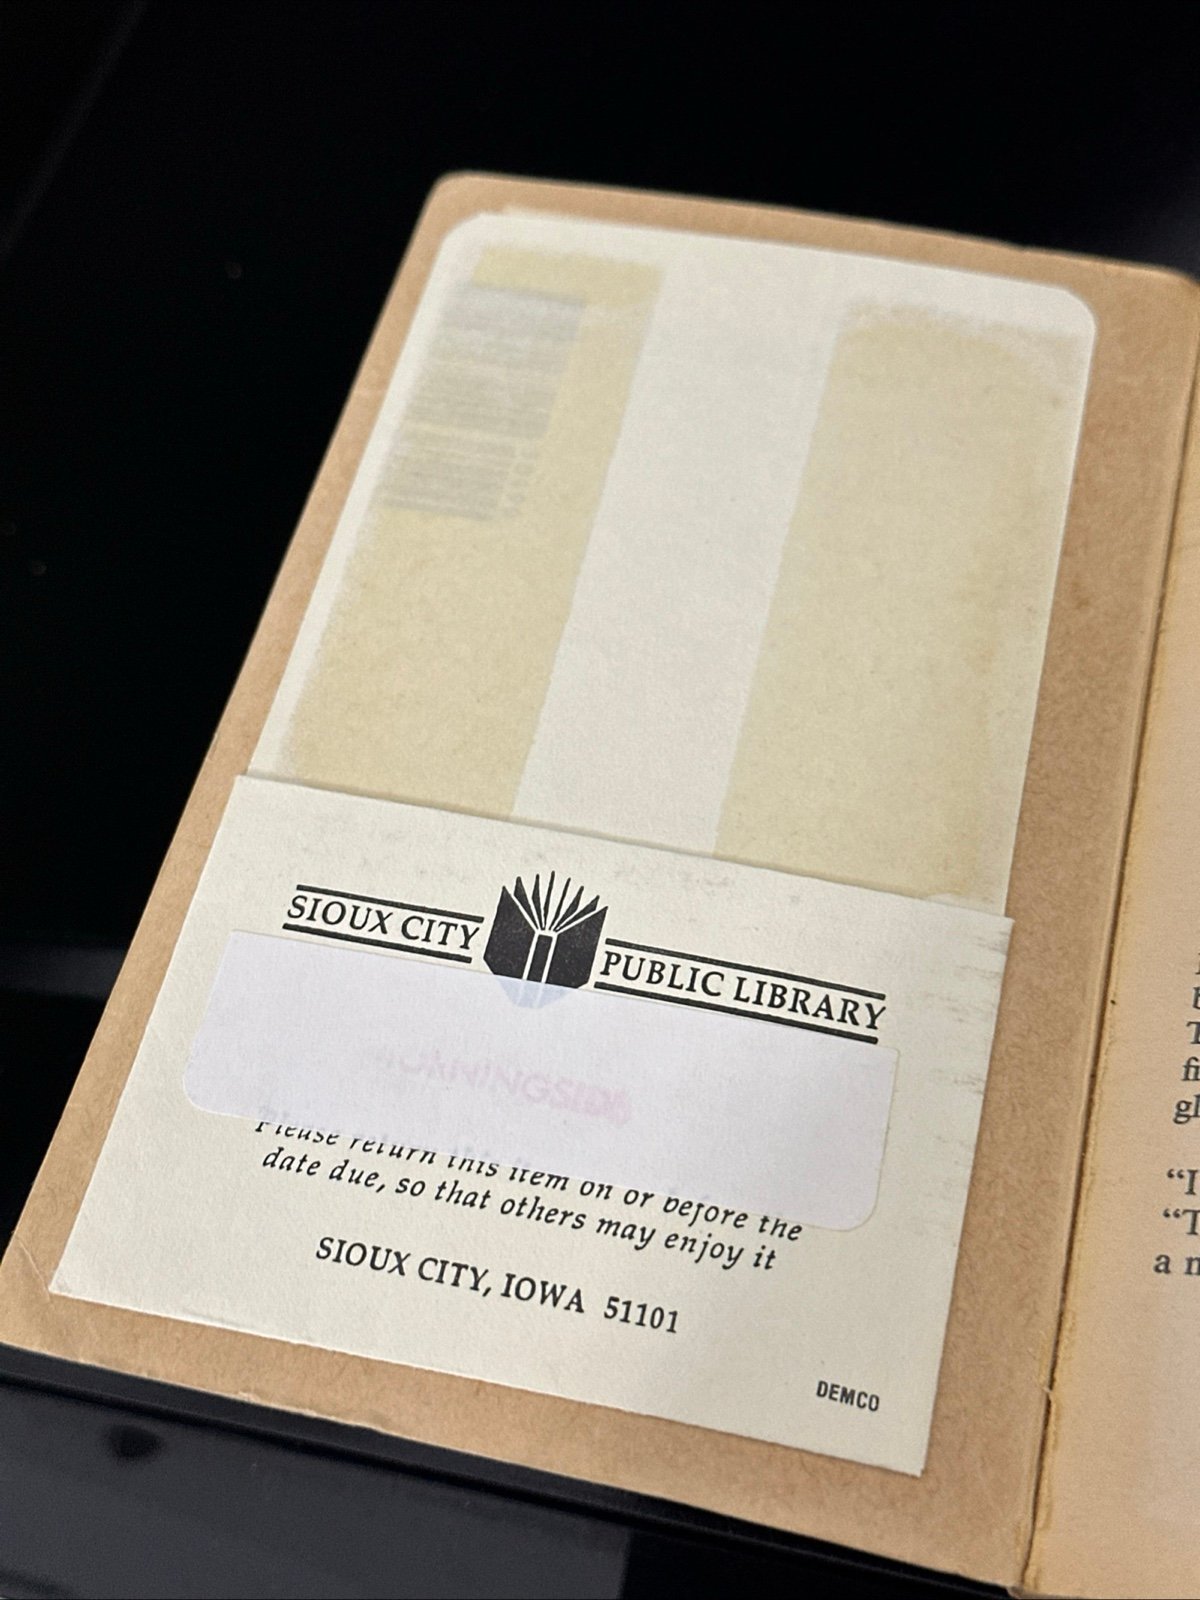 SIOUX CITY PUBLIC LIBRARY
MORNINGSIDE
Please return this item on or before the
date due, so that others may enjoy it
SIOUX CITY, IOWA 51101
DEMCO
“I
“T